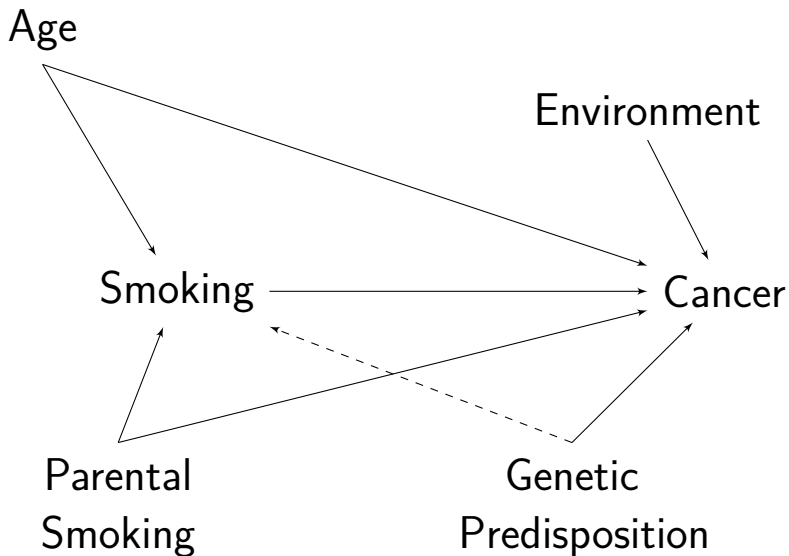 Age
Environment
Smoking
Cancer
Parental
Smoking
Genetic
Predisposition